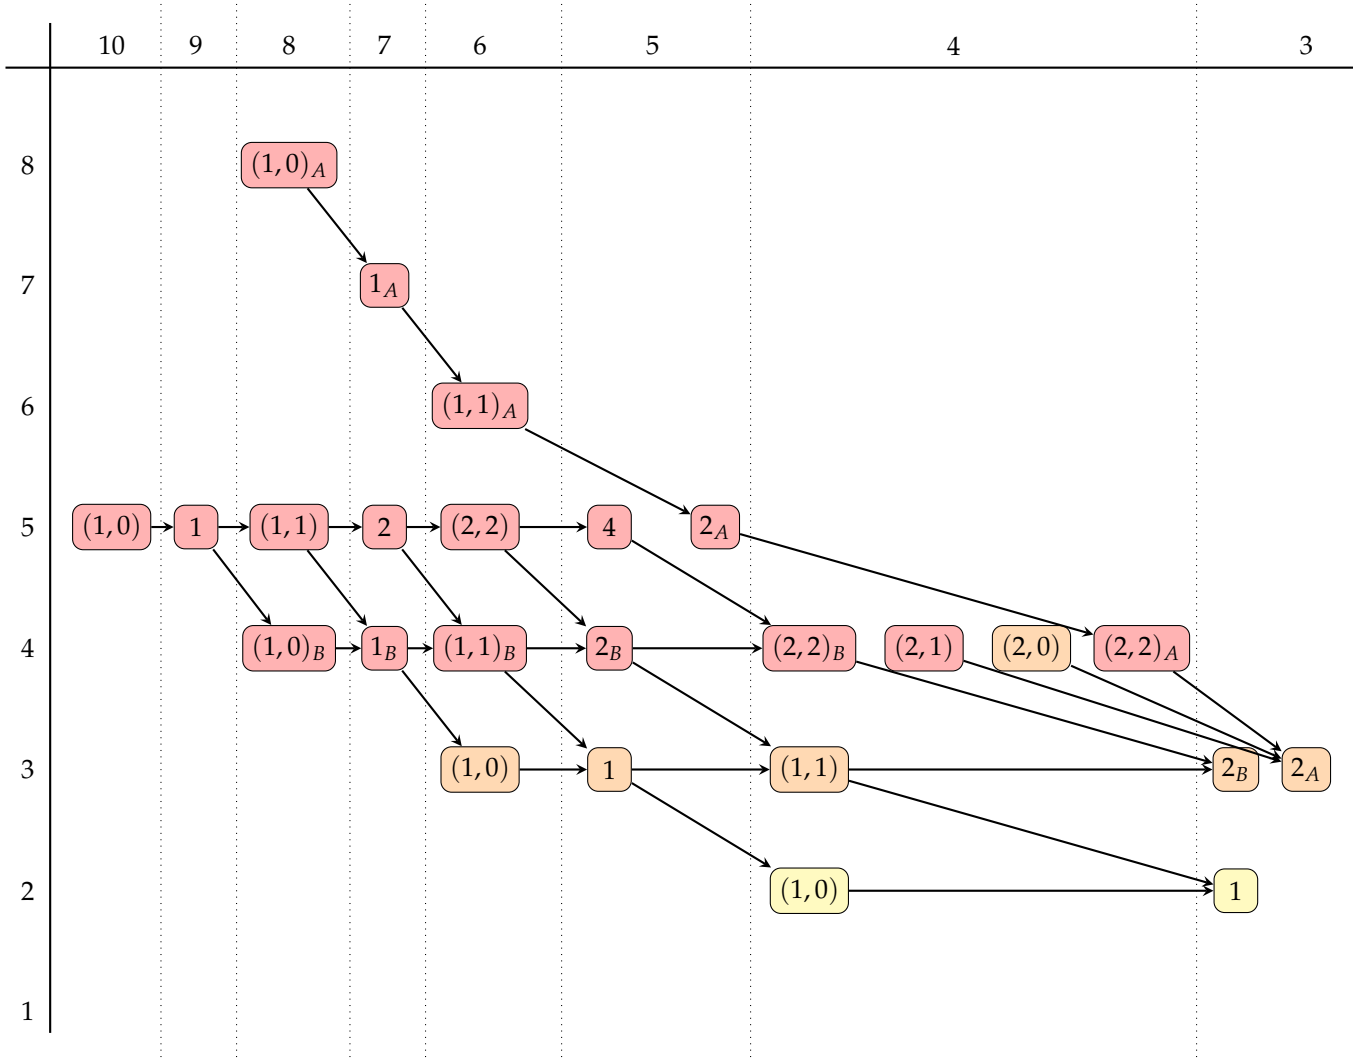 10 9 8 7 6 5 4 3
8 (1, 0)_A
7 1_A
6 (1, 1)_A
5 (1, 0) 1 (1, 1) 2 (2, 2) 4 2_A
4 (1, 0)_B 1_B (1, 1)_B 2_B (2, 2)_B (2, 1) (2, 0) (2, 2)_A
3 (1, 0) 1 (1, 1) 2_B 2_A
2 (1, 0) 1
1